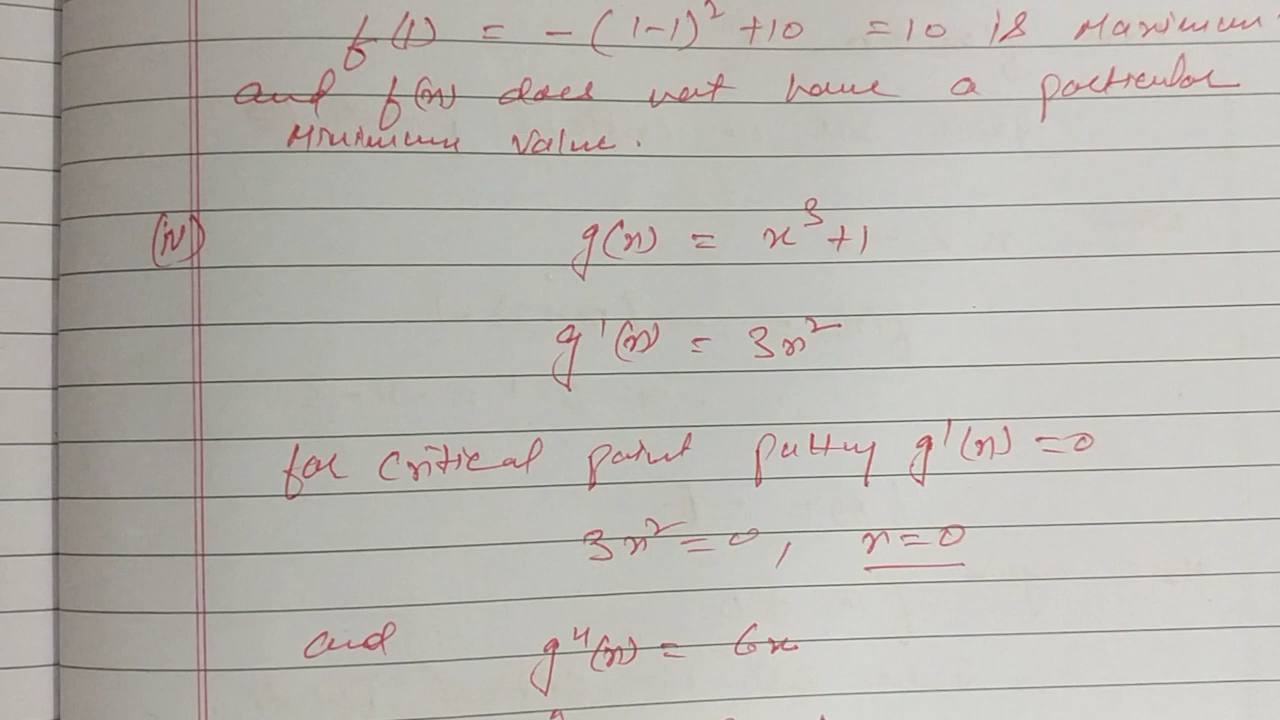 f(1) = -(1-1)² +10 =10 is Maximum
and f(x) does not have a particular
Minimum Value.
(iv) g(x) = x³+1
g'(x) = 3x²
for critical point putting g'(x) =0
3x²=0, x=0
and g"(x) = 6x